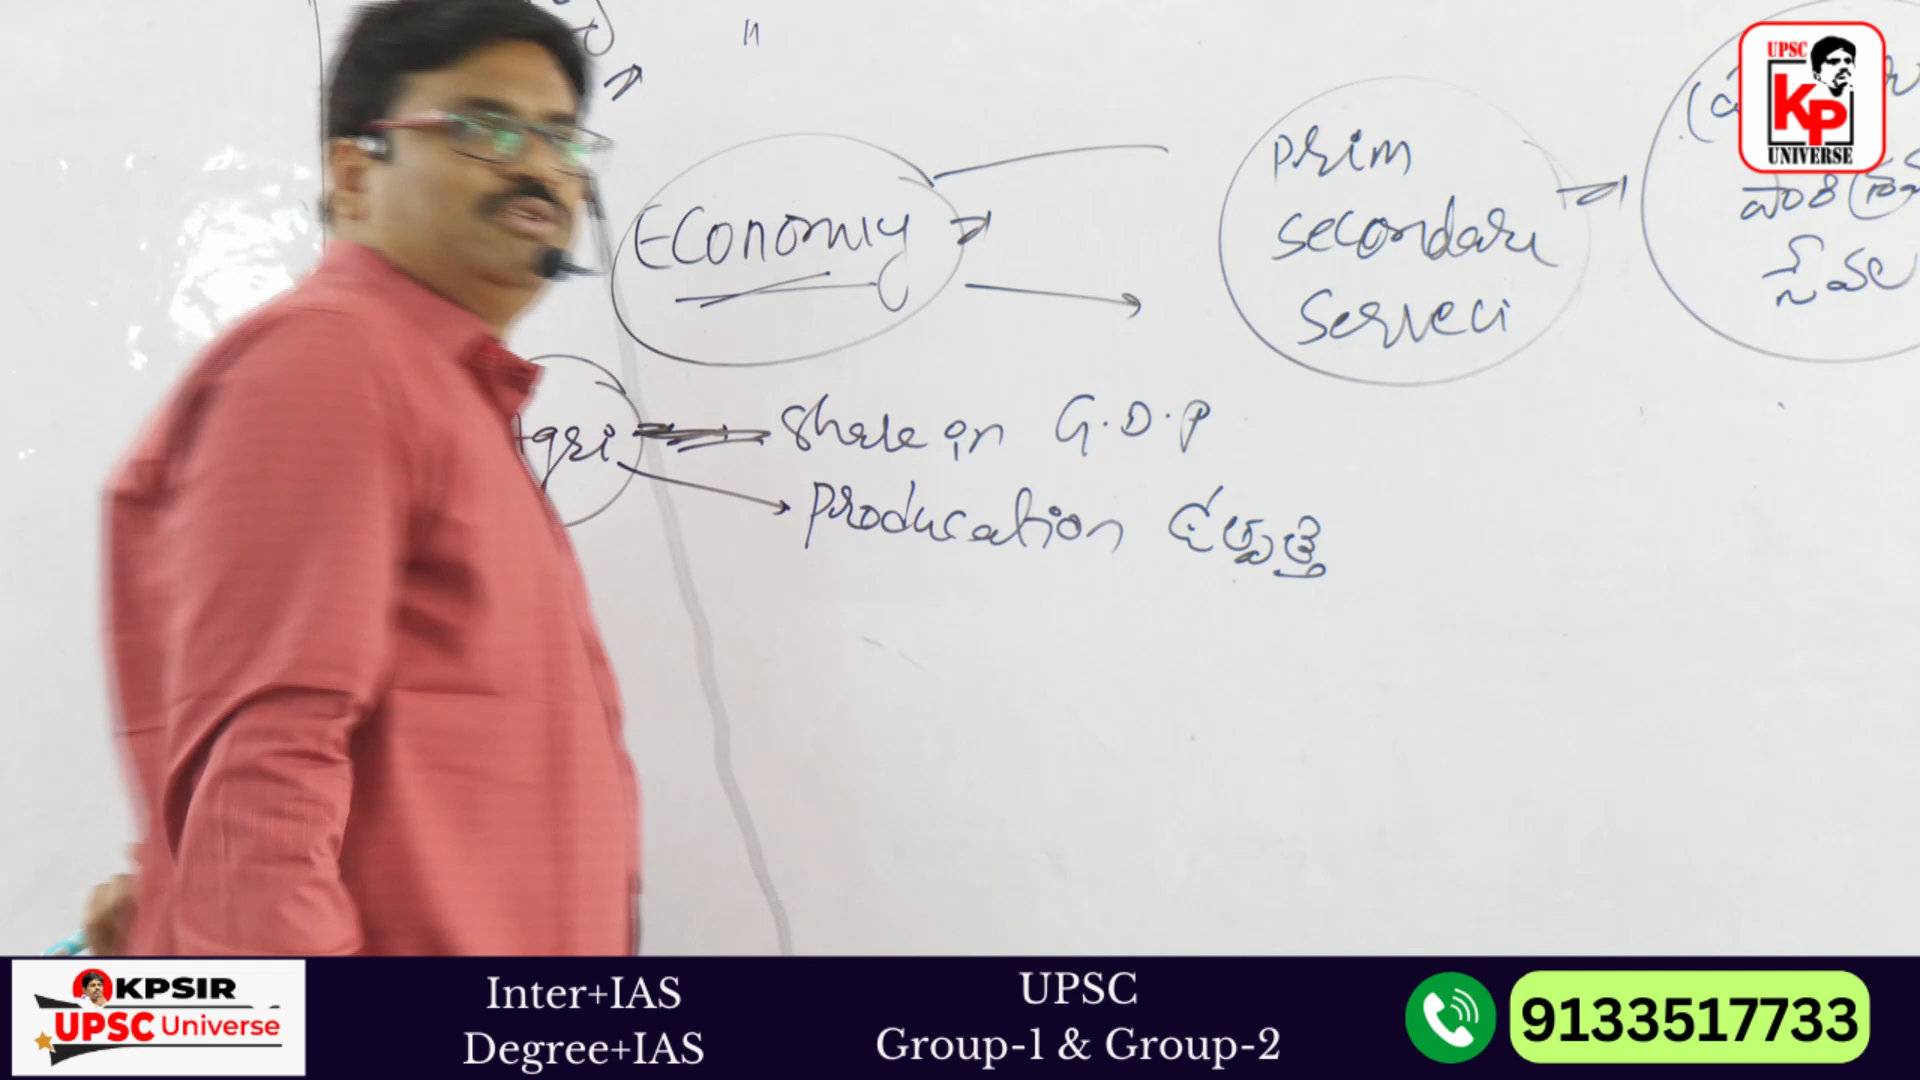 Economy
prim
secondary
Serveci
Agri
Share in G.D.P
Producation ఉత్పత్తి
UPSC
KP
UNIVERSE
KPSIR
UPSC Universe
Inter+IAS
Degree+IAS
UPSC
Group-1 & Group-2
9133517733